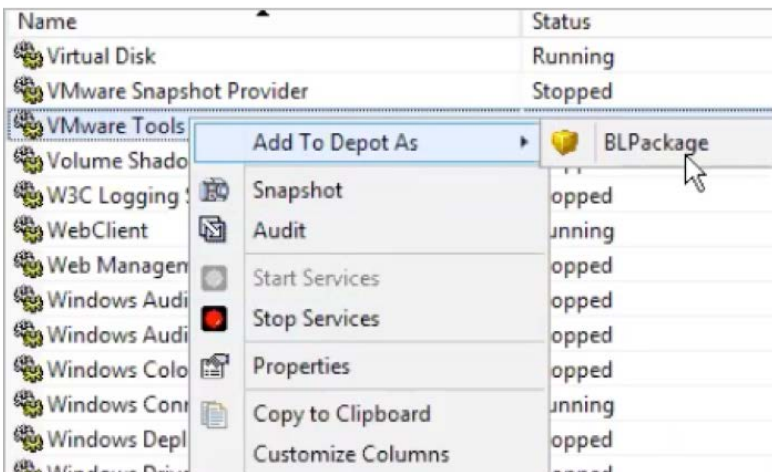 Name Status
Virtual Disk Running
VMware Snapshot Provider Stopped
VMware Tools
Add To Depot As BLPackage
Volume Shado
Snapshot
W3C Logging opped
WebClient Audit unning
Web Managem opped
Start Services
Windows Audi opped
Stop Services
Windows Audi opped
Windows Colo Properties opped
Windows Conn unning
Copy to Clipboard
Windows Depl opped
Customize Columns